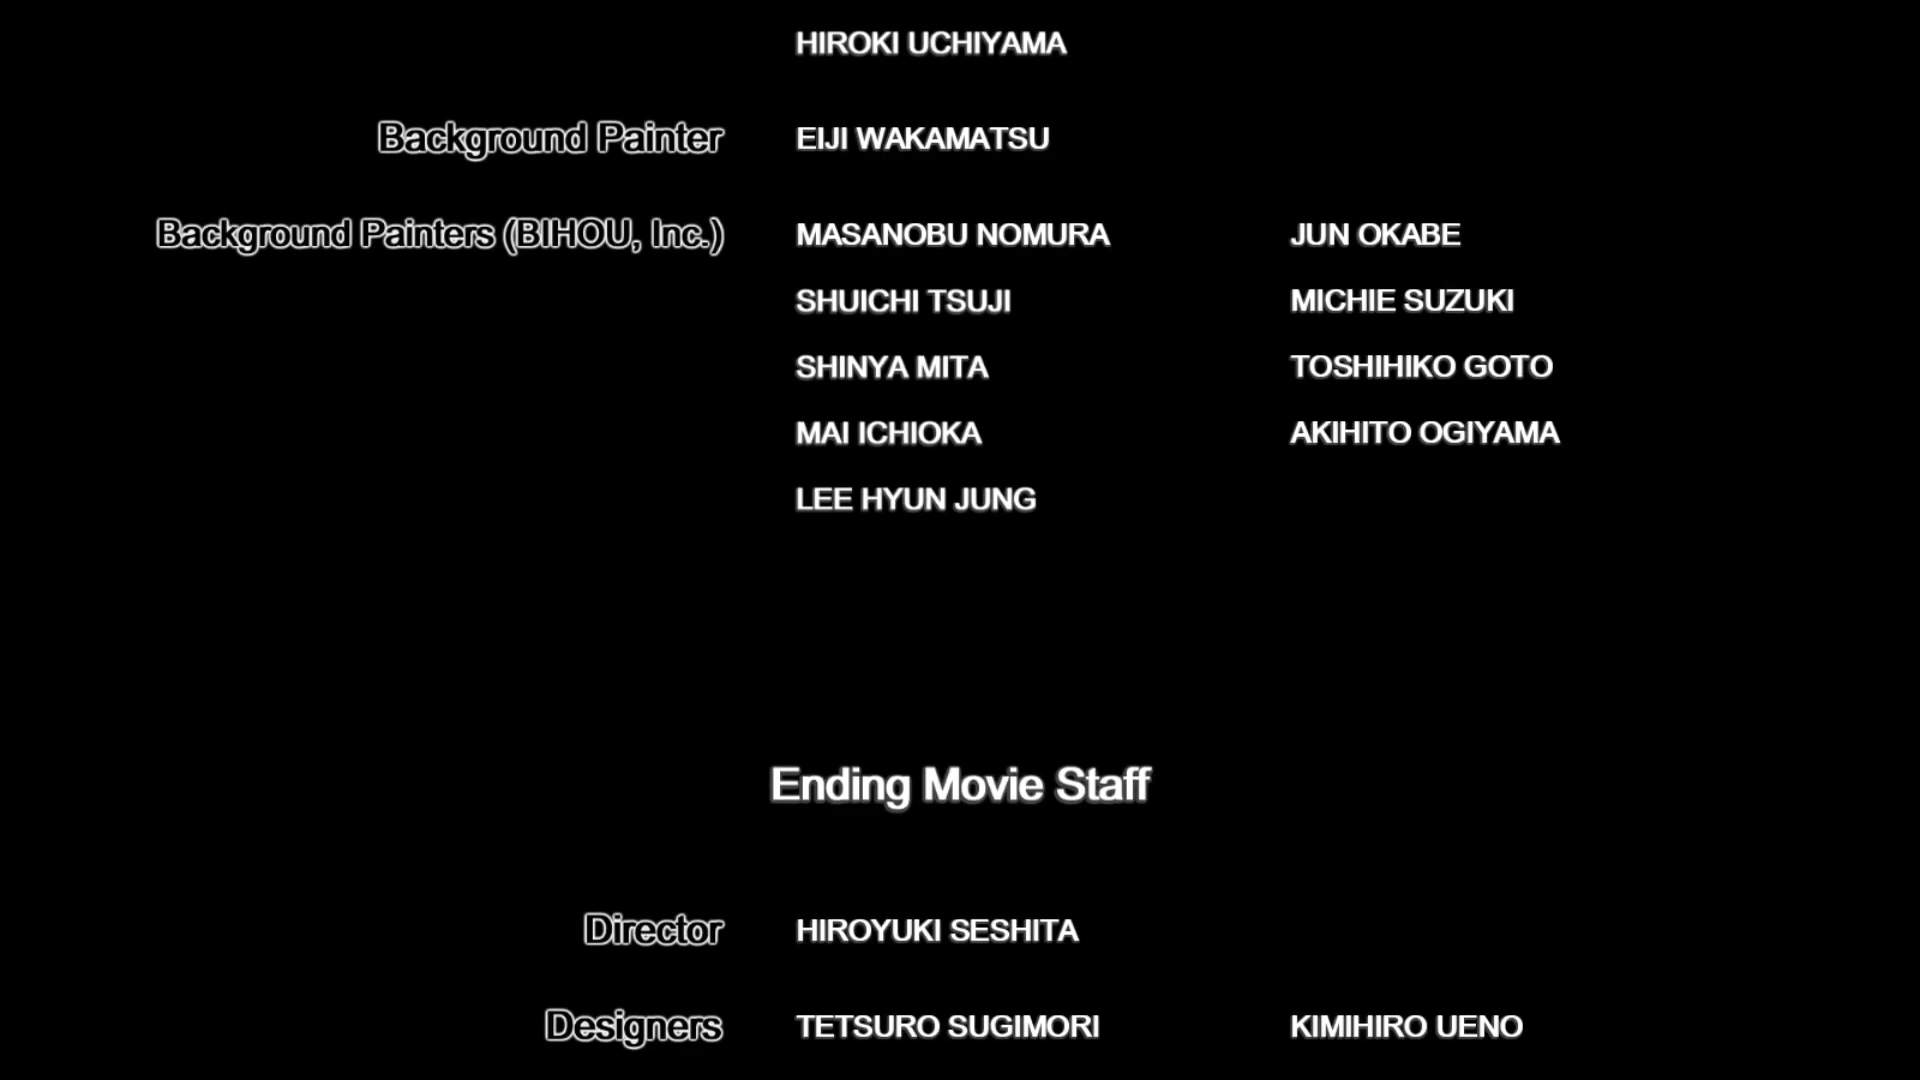 HIROKI UCHIYAMA
Background Painter EIJI WAKAMATSU
Background Painters (BIHOU, Inc.) MASANOBU NOMURA JUN OKABE
SHUICHI TSUJI MICHIE SUZUKI
SHINYA MITA TOSHIHIKO GOTO
MAI ICHIOKA AKIHITO OGIYAMA
LEE HYUN JUNG
Ending Movie Staff
Director HIROYUKI SESHITA
Designers TETSURO SUGIMORI KIMIHIRO UENO